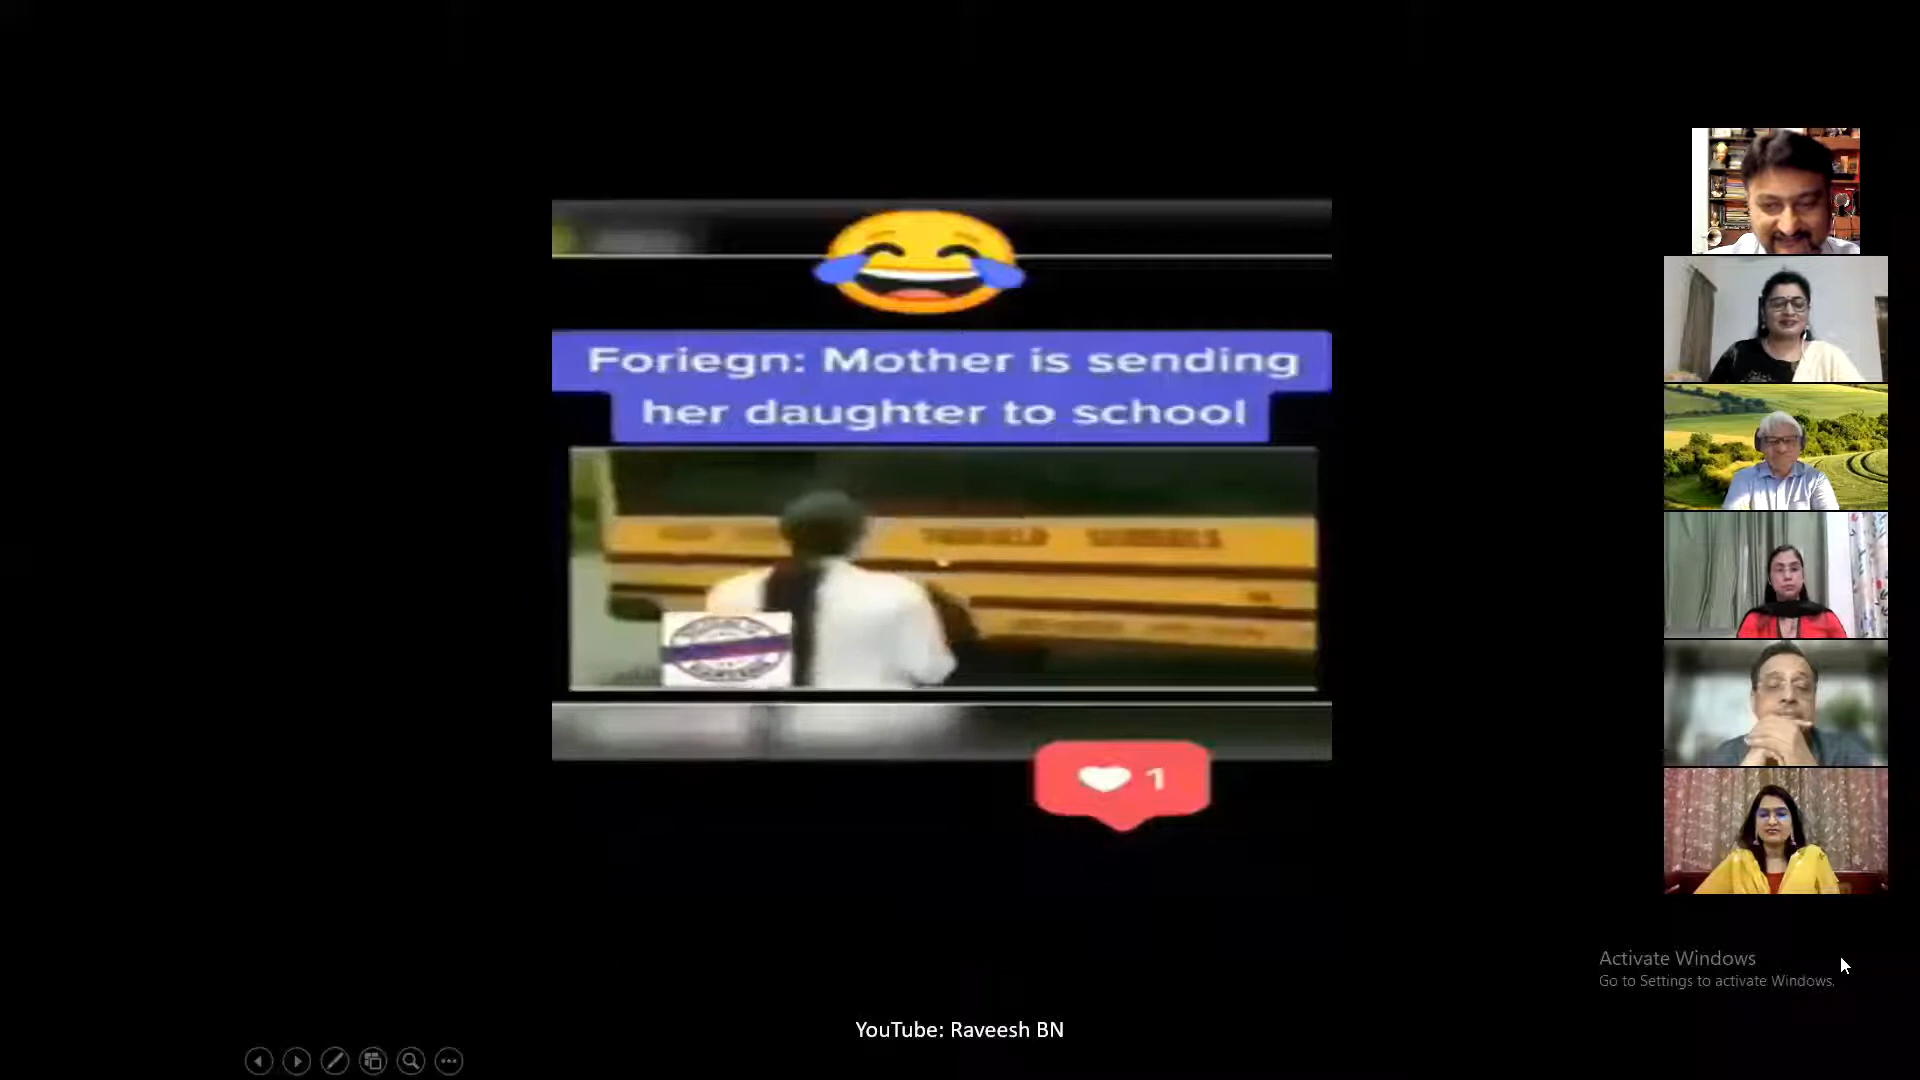 Foriegn: Mother is sending
her daughter to school
1
Activate Windows
Go to Settings to activate Windows.
YouTube: Raveesh BN